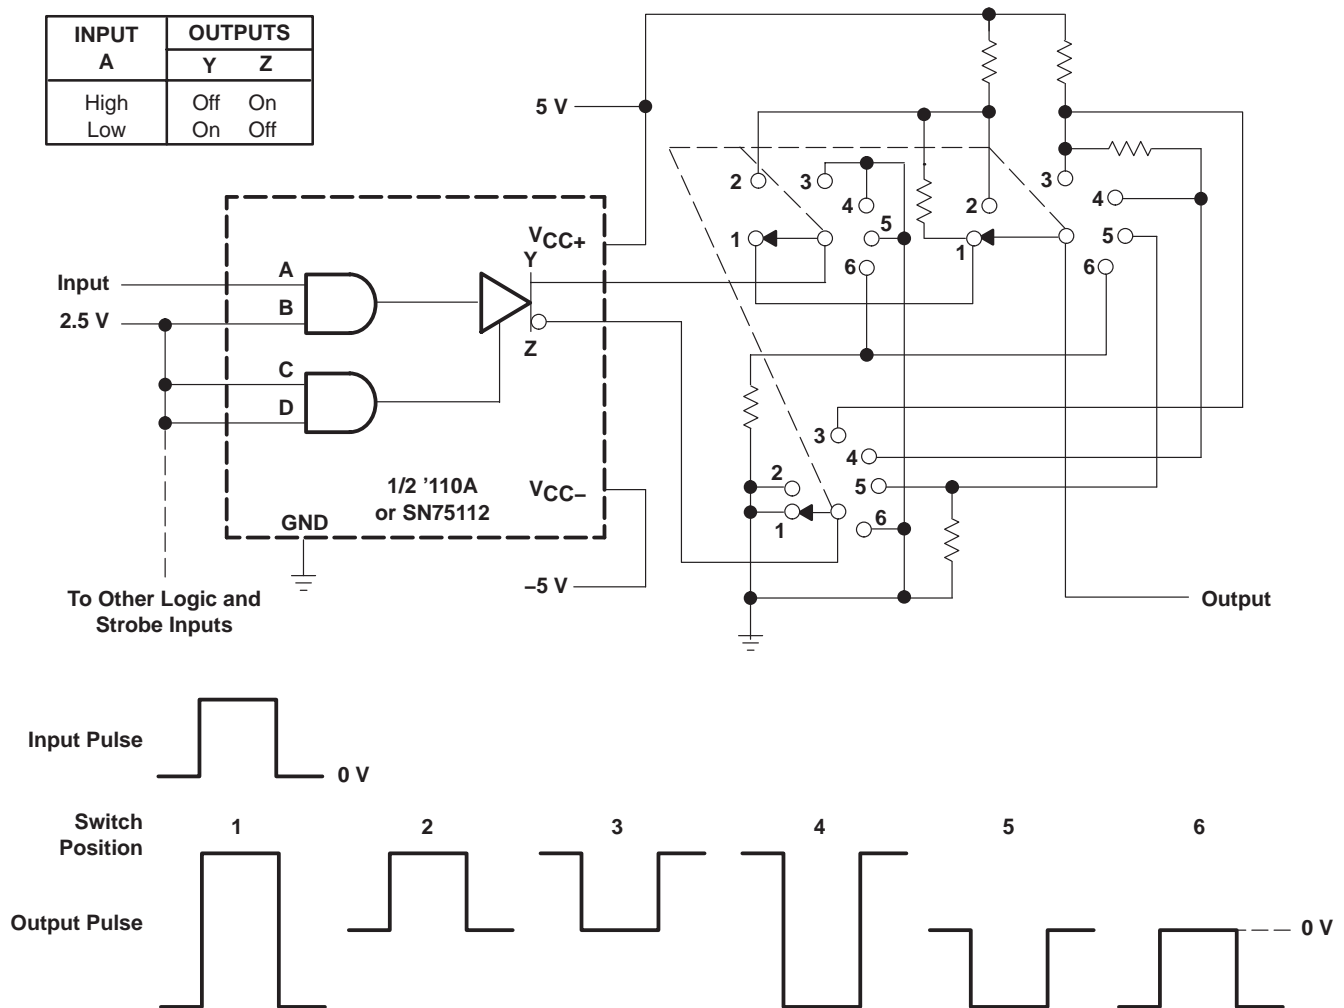 INPUT OUTPUTS
A Y Z
High Off On
Low On Off
5 V
VCC+
Y
Z
Input
2.5 V
A
B
C
D
1/2 '110A
or SN75112
VCC–
GND
–5 V
To Other Logic and
Strobe Inputs
2 3
4
1 5
6
2
1
3
4
5
6
3
4
2
5
1
6
Output
Input Pulse
0 V
Switch
Position
1 2 3 4 5 6
Output Pulse
0 V